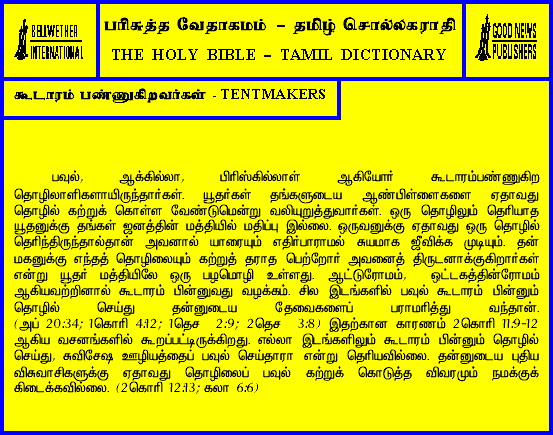 BELLWETHER
INTERNATIONAL
பரிசுத்த வேதாகமம் – தமிழ் சொல்லகராதி
THE HOLY BIBLE – TAMIL DICTIONARY
GOOD NEWS
PUBLISHERS
கூடாரம் பண்ணுகிறவர்கள் - TENTMAKERS
பவுல், ஆக்கில்லா, பிரிஸ்கில்லாள் ஆகியோர் கூடாரம்பண்ணுகிற
தொழிலாளிகளாயிருந்தார்கள். யூதர்கள் தங்களுடைய ஆண்பிள்ளைகளை ஏதாவது
தொழில் கற்றுக் கொள்ள வேண்டுமென்று வலியுறுத்துவார்கள். ஒரு தொழிலும் தெரியாத
யூதனுக்கு தங்கள் ஜனத்தின் மத்தியில் மதிப்பு இல்லை. ஒருவனுக்கு ஏதாவது ஒரு தொழில்
தெரிந்திருந்தால்தான் அவனால் யாரையும் எதிர்பாராமல் சுயமாக ஜீவிக்க முடியும். தன்
மகனுக்கு எந்தத் தொழிலையும் கற்றுத் தராத பெற்றோர் அவனைத் திருடனாக்குகிறார்கள்
என்று யூதர் மத்தியிலே ஒரு பழமொழி உள்ளது. ஆட்டுரோமம், ஒட்டகத்தின்ரோமம்
ஆகியவற்றினால் கூடாரம் பின்னுவது வழக்கம். சில இடங்களில் பவுல் கூடாரம் பின்னும்
தொழில் செய்து தன்னுடைய தேவைகளைப் பராமரித்து வந்தான்.
(அப் 20:34; 1கொரி 4:12; 1தெச 2:9; 2தெச 3:8) இதற்கான காரணம் 2கொரி 11:9-12
ஆகிய வசனங்களில் கூறப்பட்டிருக்கிறது. எல்லா இடங்களிலும் கூடாரம் பின்னும் தொழில்
செய்து, சுவிசேஷ ஊழியத்தைப் பவுல் செய்தாரா என்று தெரியவில்லை. தன்னுடைய புதிய
விசுவாசிகளுக்கு ஏதாவது தொழிலைப் பவுல் கற்றுக் கொடுத்த விவரமும் நமக்குக்
கிடைக்கவில்லை. (2கொரி 12:13; கலா 6:6)